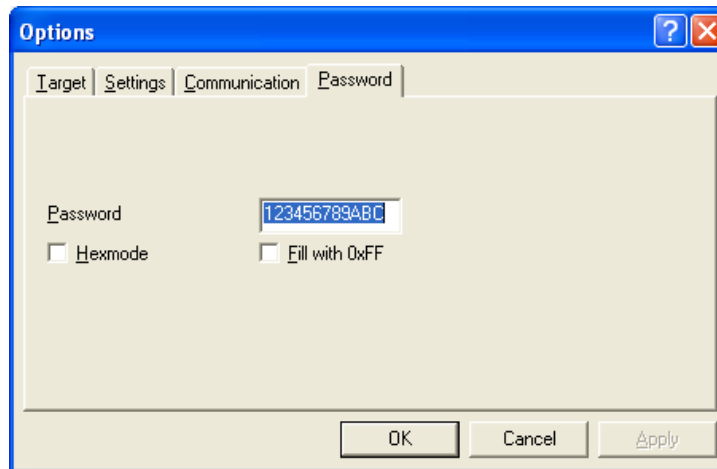 Options
Target Settings Communication Password
Password 123456789ABC
Hexmode Fill with 0xFF
OK Cancel Apply